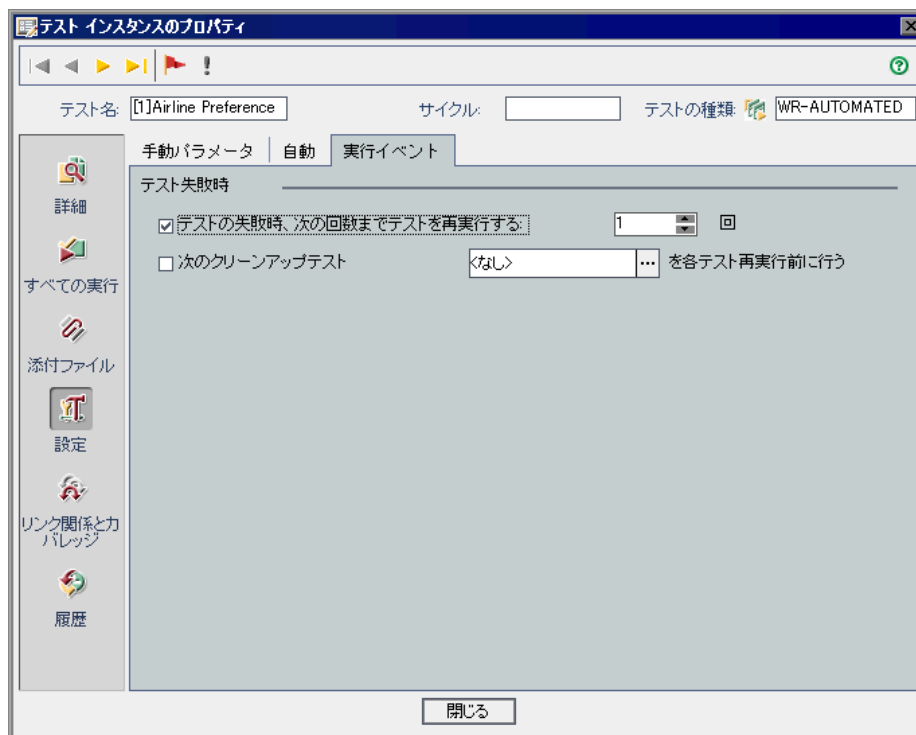 テスト インスタンスのプロパティ
テスト名: [1]Airline Preference サイクル: テストの種類: WR-AUTOMATED
手動パラメータ 自動 実行イベント
テスト失敗時
テストの失敗時、次の回数までテストを再実行する: 1 回
次のクリーンアップテスト <なし> ... を各テスト再実行前に行う
詳細
すべての実行
添付ファイル
設定
リンク関係とカ
バレッジ
履歴
閉じる